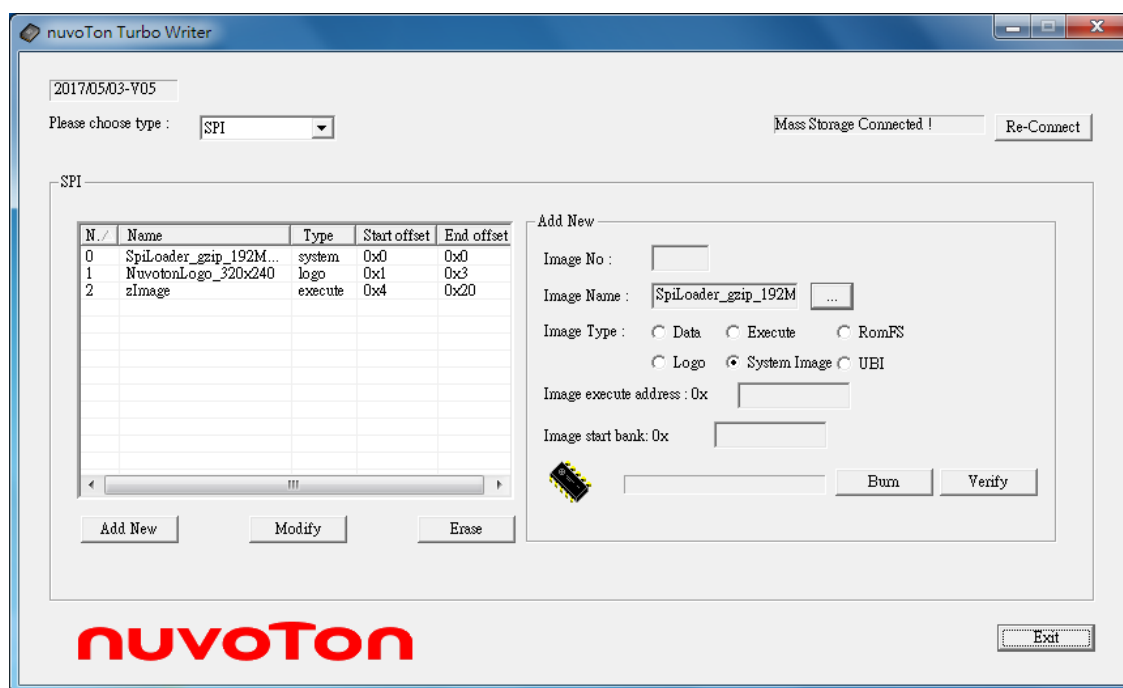 nuvoTon Turbo Writer
2017/05/03-V05
Please choose type : SPI Mass Storage Connected ! Re-Connect
SPI
N. Name Type Start offset End offset
0 SpiLoader_gzip_192M... system 0x0 0x0
1 NuvotonLogo_320x240 logo 0x1 0x3
2 zImage execute 0x4 0x20
Add New Modify Erase
Add New
Image No :
Image Name : SpiLoader_gzip_192M ...
Image Type : Data Execute RomFS
Logo System Image UBI
Image execute address : 0x
Image start bank: 0x
Burn Verify
nuvoTon
Exit